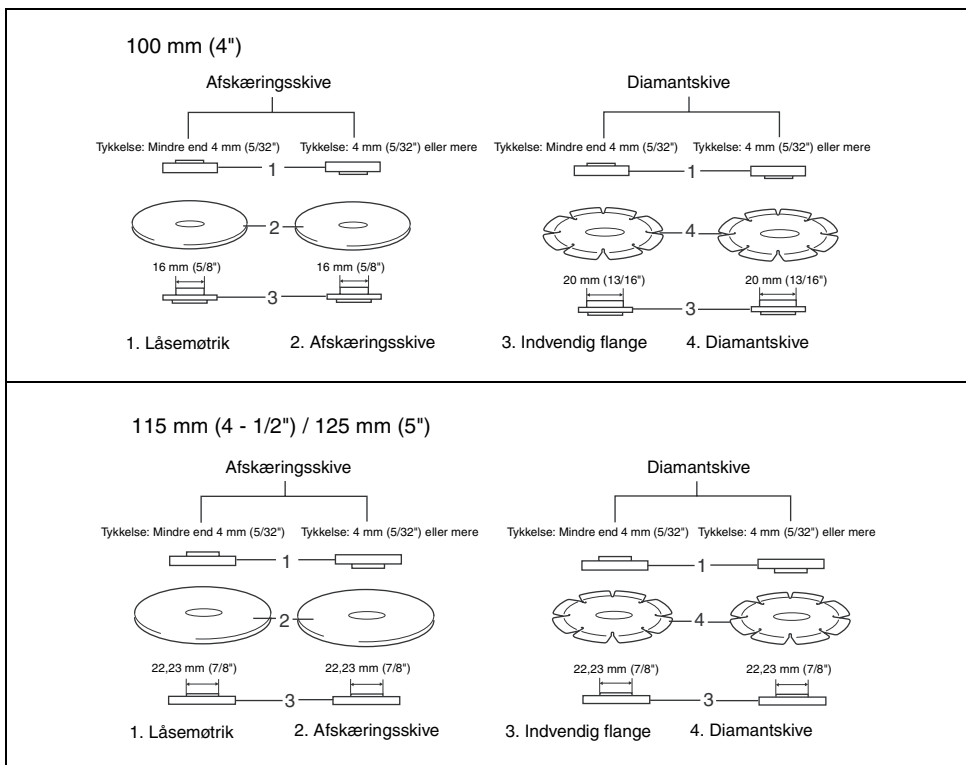 100 mm (4")
Afskæringsskive Diamantskive
Tykkelse: Mindre end 4 mm (5/32") Tykkelse: 4 mm (5/32") eller mere Tykkelse: Mindre end 4 mm (5/32") Tykkelse: 4 mm (5/32") eller mere
1 1
2 4
16 mm (5/8") 16 mm (5/8") 20 mm (13/16") 20 mm (13/16")
3 3
1. Låsemøtrik 2. Afskæringsskive 3. Indvendig flange 4. Diamantskive
115 mm (4 - 1/2") / 125 mm (5")
Afskæringsskive Diamantskive
Tykkelse: Mindre end 4 mm (5/32") Tykkelse: 4 mm (5/32") eller mere Tykkelse: Mindre end 4 mm (5/32") Tykkelse: 4 mm (5/32") eller mere
1 1
2 4
22,23 mm (7/8") 22,23 mm (7/8") 22,23 mm (7/8") 22,23 mm (7/8")
3 3
1. Låsemøtrik 2. Afskæringsskive 3. Indvendig flange 4. Diamantskive